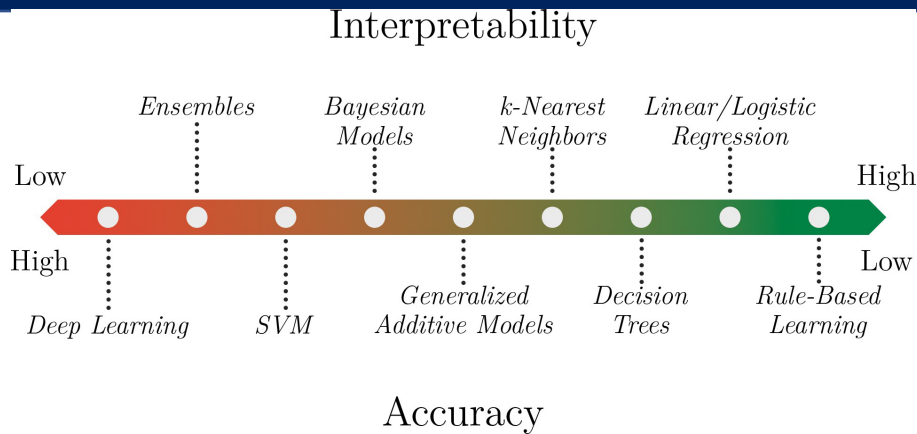 Interpretability
Ensembles
Bayesian
Models
k-Nearest
Neighbors
Linear/Logistic
Regression
Low
High
High
Low
Deep Learning
SVM
Generalized
Additive Models
Decision
Trees
Rule-Based
Learning
Accuracy